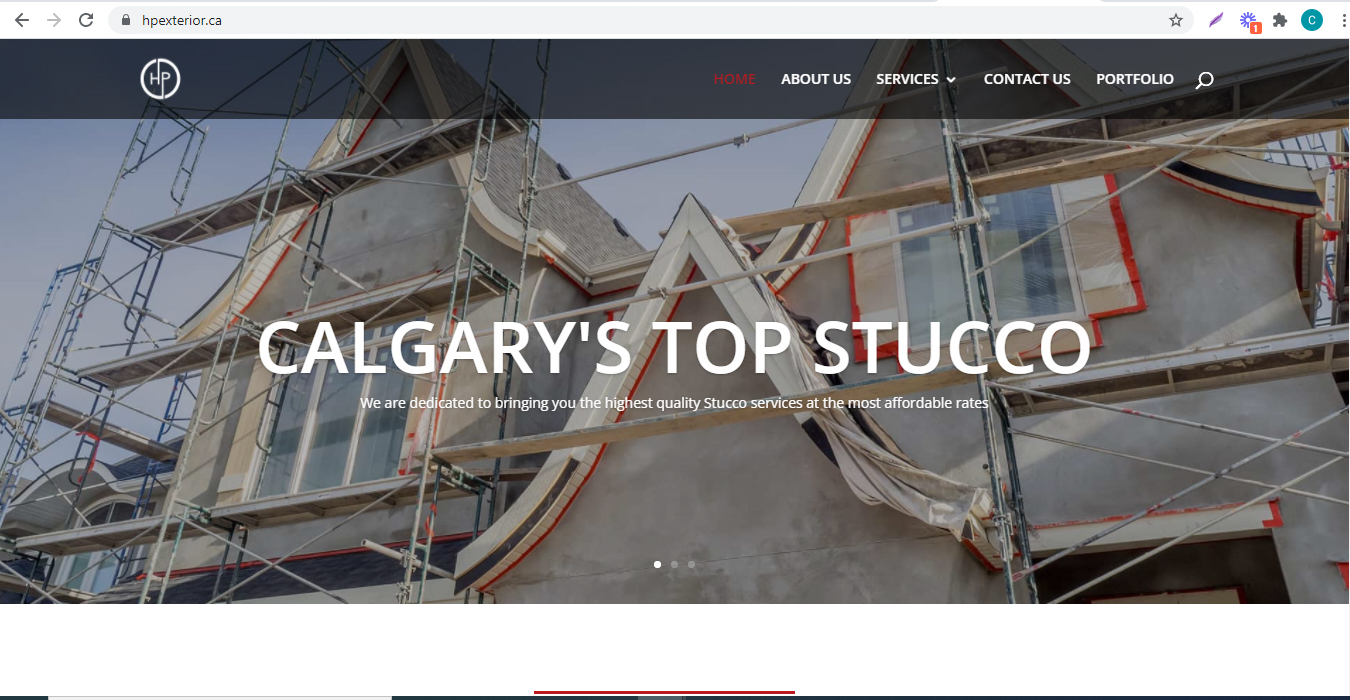 hpexterior.ca
1
C
HP
HOME
ABOUT US
SERVICES
CONTACT US
PORTFOLIO
CALGARY'S TOP STUCCO
We are dedicated to bringing you the highest quality Stucco services at the most affordable rates